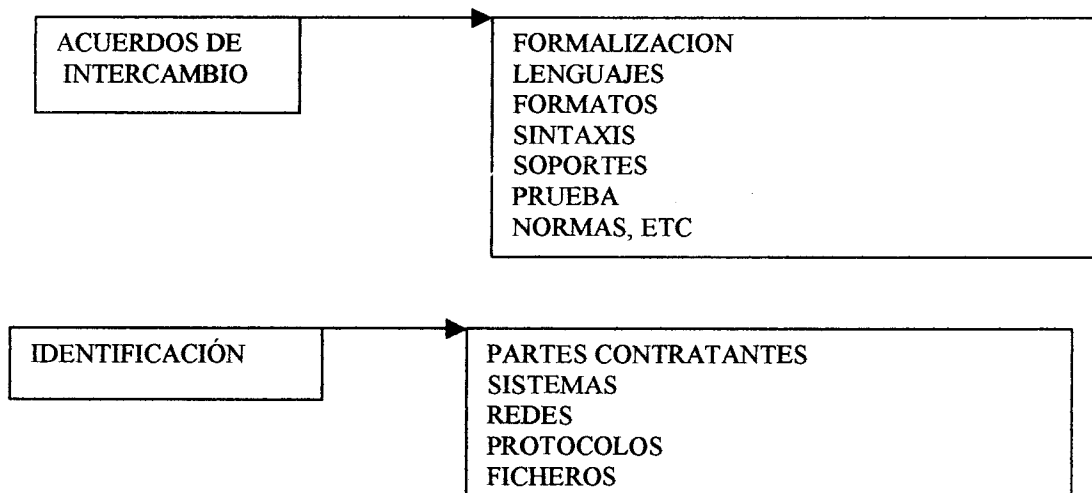 ACUERDOS DE
INTERCAMBIO
FORMALIZACION
LENGUAJES
FORMATOS
SINTAXIS
SOPORTES
PRUEBA
NORMAS, ETC
IDENTIFICACIÓN
PARTES CONTRATANTES
SISTEMAS
REDES
PROTOCOLOS
FICHEROS